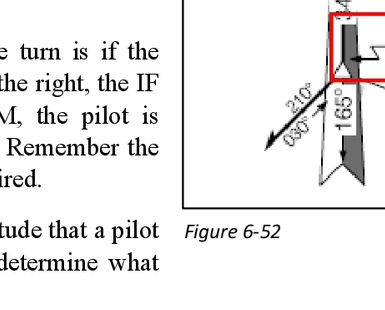 e turn is if the
the right, the IF
M, the pilot is
Remember the
ired.
tude that a pilot
determine what
34
210°
030°
165°
Figure 6-52